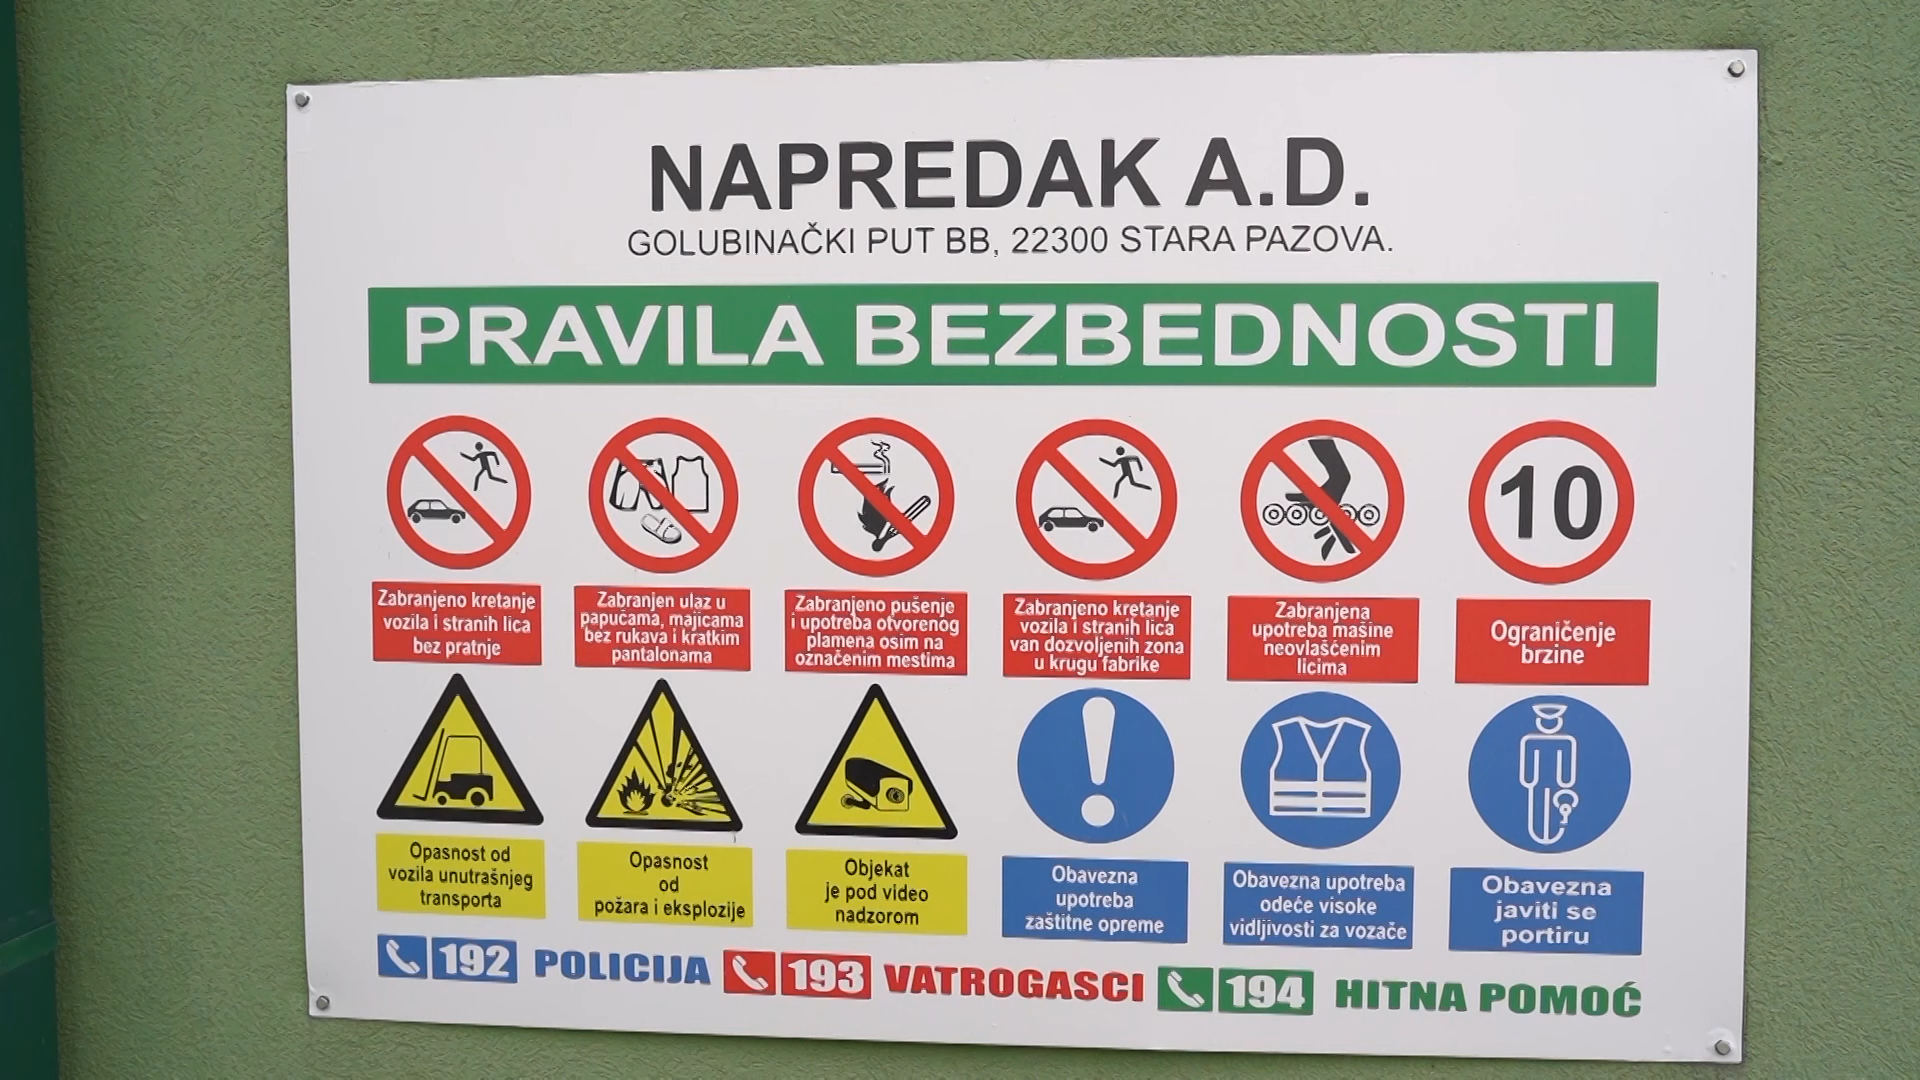 NAPREDAK A.D.
GOLUBINAČKI PUT BB, 22300 STARA PAZOVA.
PRAVILA BEZBEDNOSTI
Zabranjeno kretanje
vozila i stranih lica
bez pratnje
Zabranjen ulaz u
papučama, majicama
bez rukava i kratkim
pantalonama
Zabranjeno pušenje
i upotreba otvorenog
plamena osim na
označenim mestima
Zabranjeno kretanje
vozila i stranih lica
van dozvoljenih zona
u krugu fabrike
Zabranjena
upotreba mašine
neovlašćenim
licima
10
Ograničenje
brzine
Opasnost od
vozila unutrašnjeg
transporta
Opasnost
od
požara i eksplozije
Objekat
je pod video
nadzorom
Obavezna
upotreba
zaštitne opreme
Obavezna upotreba
odeće visoke
vidljivosti za vozače
Obavezna
javiti se
portiru
192 POLICIJA 193 VATROGASCI 194 HITNA POMOĆ